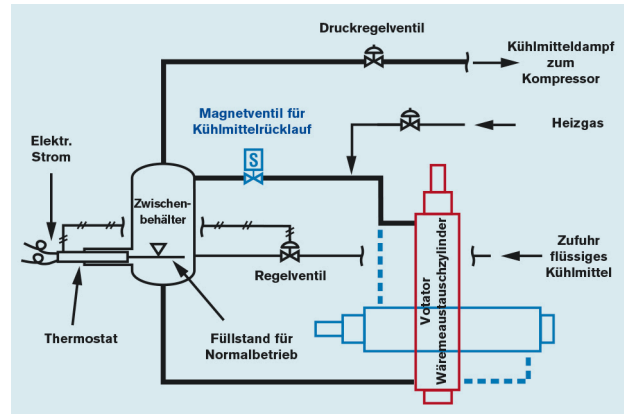 Druckregelventil
Kühlmitteldampf
zum
Kompressor
Magnetventil für
Kühlmittelrücklauf
Heizgas
Elektr.
Strom
S
Zwischen-
behälter
Zufuhr
flüssiges
Kühlmittel
Regelventil
Votator
Wäremeaustauschzylinder
Thermostat
Füllstand für
Normalbetrieb